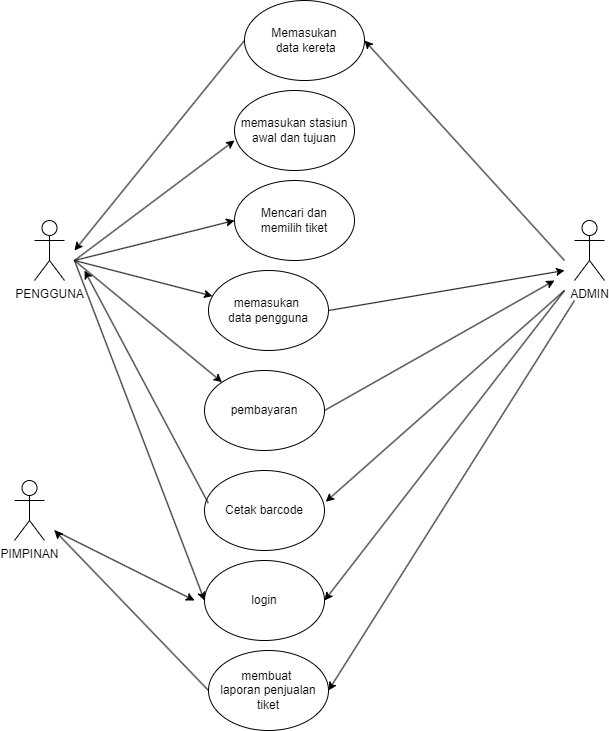 Memasukan
data kereta
memasukan stasiun
awal dan tujuan
Mencari dan
memilih tiket
PENGGUNA
ADMIN
memasukan
data pengguna
pembayaran
Cetak barcode
PIMPINAN
login
membuat
laporan penjualan
tiket